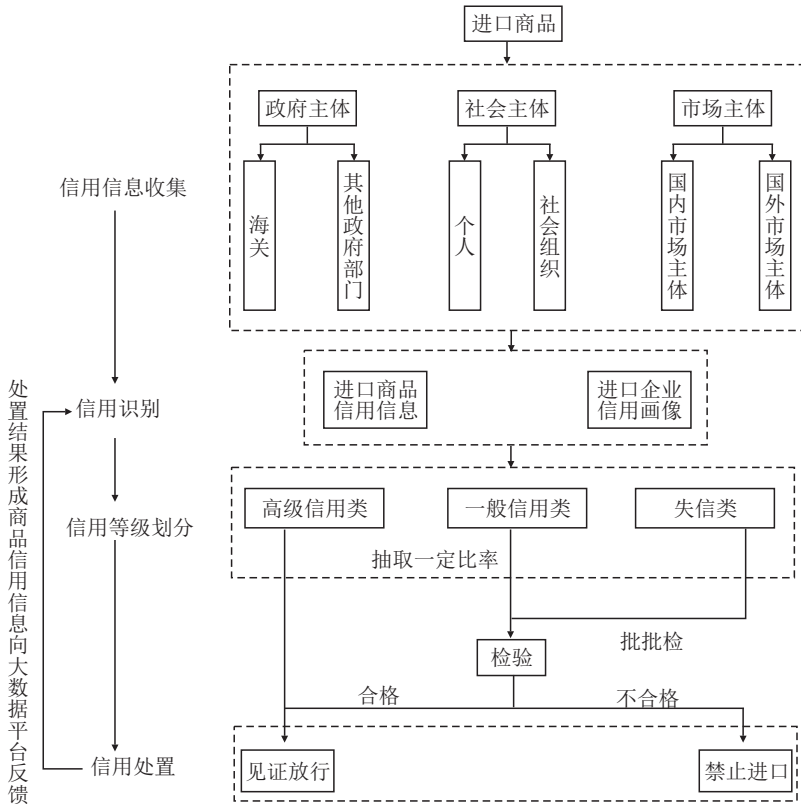 进口商品
政府主体
社会主体
市场主体
信用信息收集
海关
其他政府部门
个人
社会组织
国内市场主体
国外市场主体
处置结果形成商品信用信息向大数据平台反馈
信用识别
进口商品
信用信息
进口企业
信用画像
信用等级划分
高级信用类
一般信用类
失信类
抽取一定比率
批批检
检验
合格
不合格
信用处置
见证放行
禁止进口